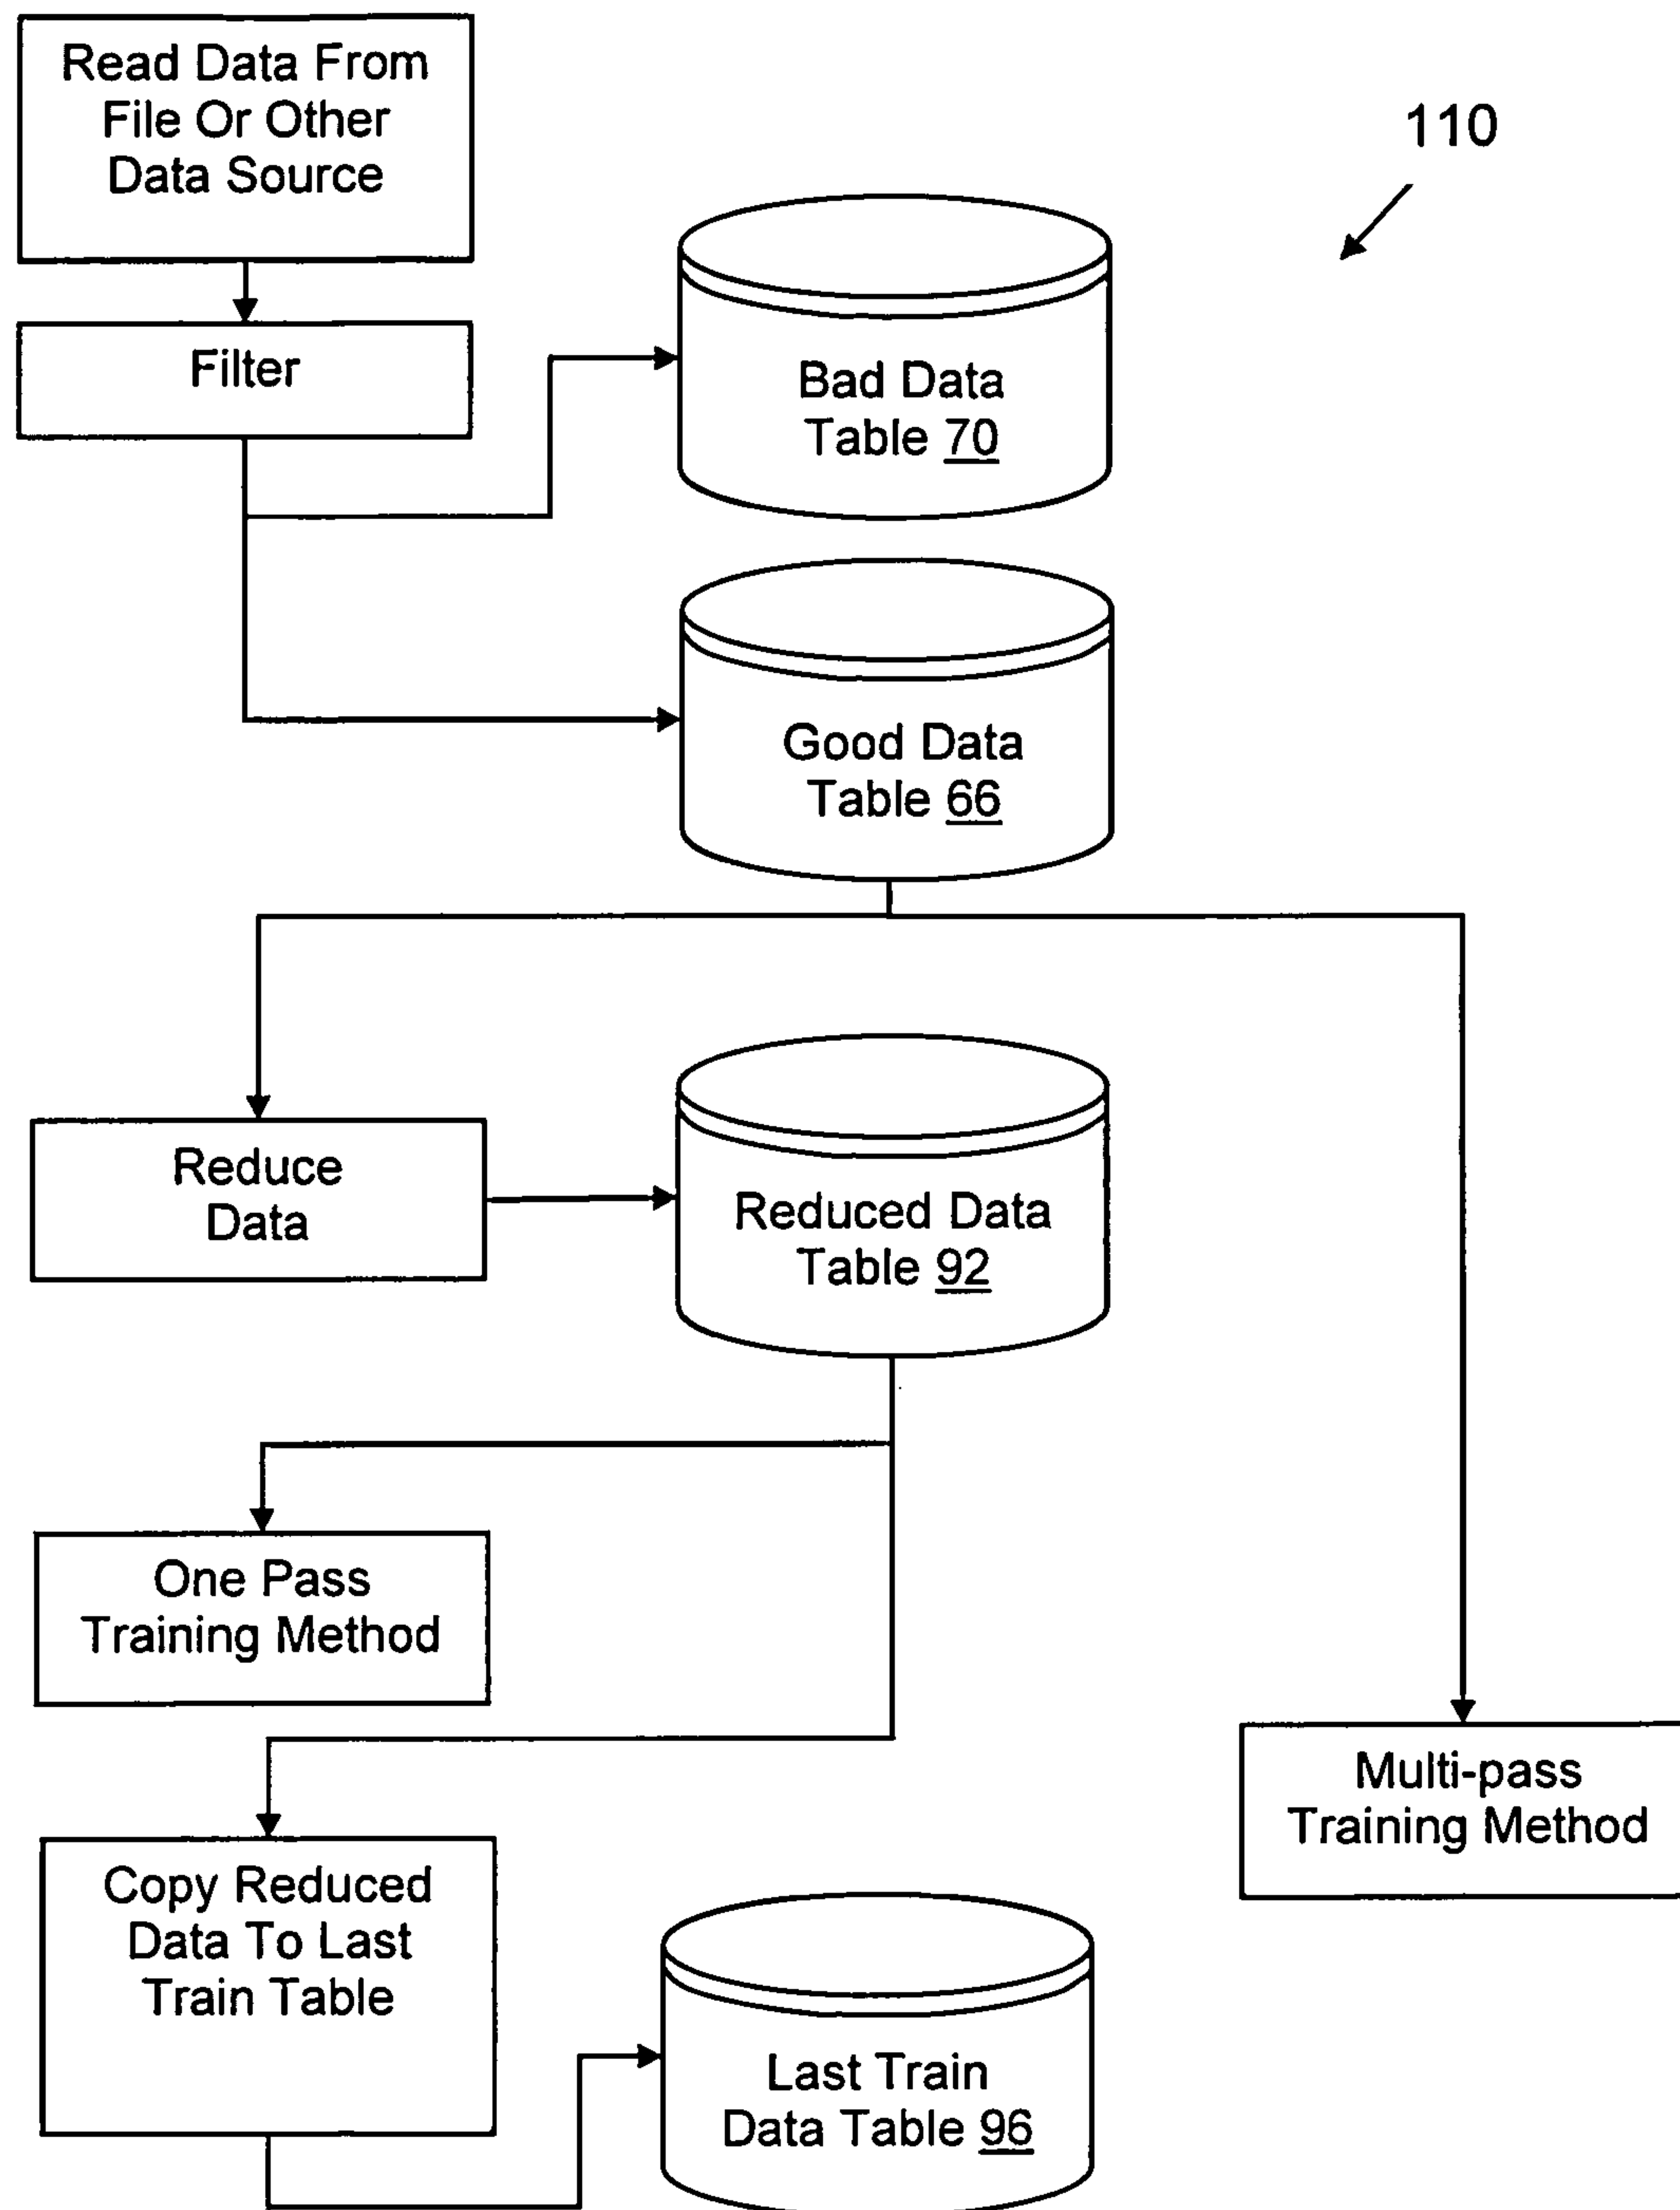 Read Data From
File Or Other
Data Source
110
Filter
Bad Data
Table 70
Good Data
Table 66
Reduce
Data
Reduced Data
Table 92
One Pass
Training Method
Multi-pass
Training Method
Copy Reduced
Data To Last
Train Table
Last Train
Data Table 96